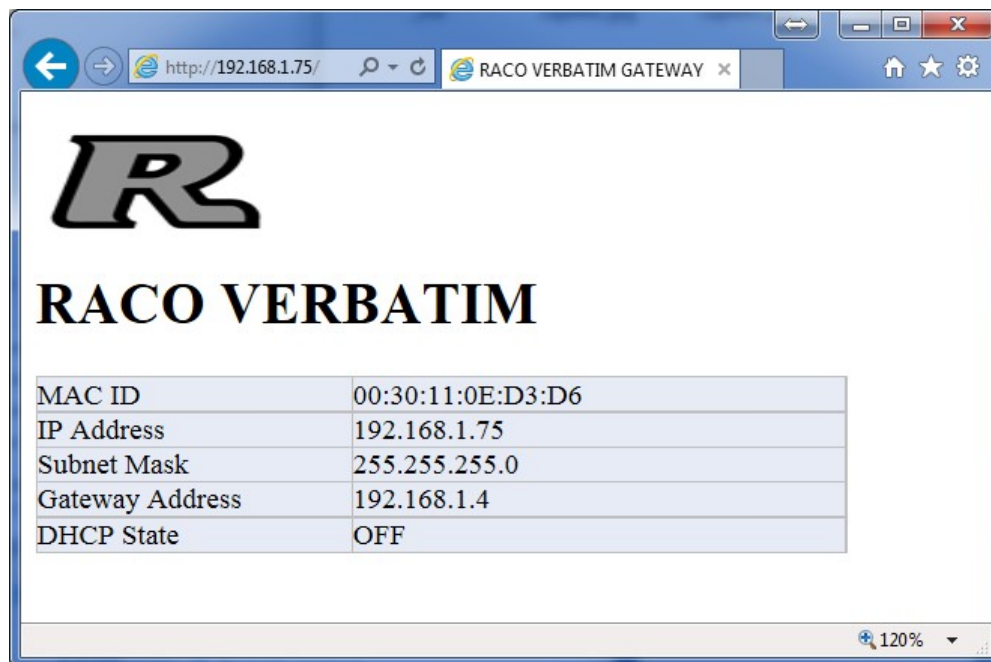 http://192.168.1.75/
RACO VERBATIM GATEWAY
R
RACO VERBATIM
MAC ID 00:30:11:0E:D3:D6
IP Address 192.168.1.75
Subnet Mask 255.255.255.0
Gateway Address 192.168.1.4
DHCP State OFF
120%